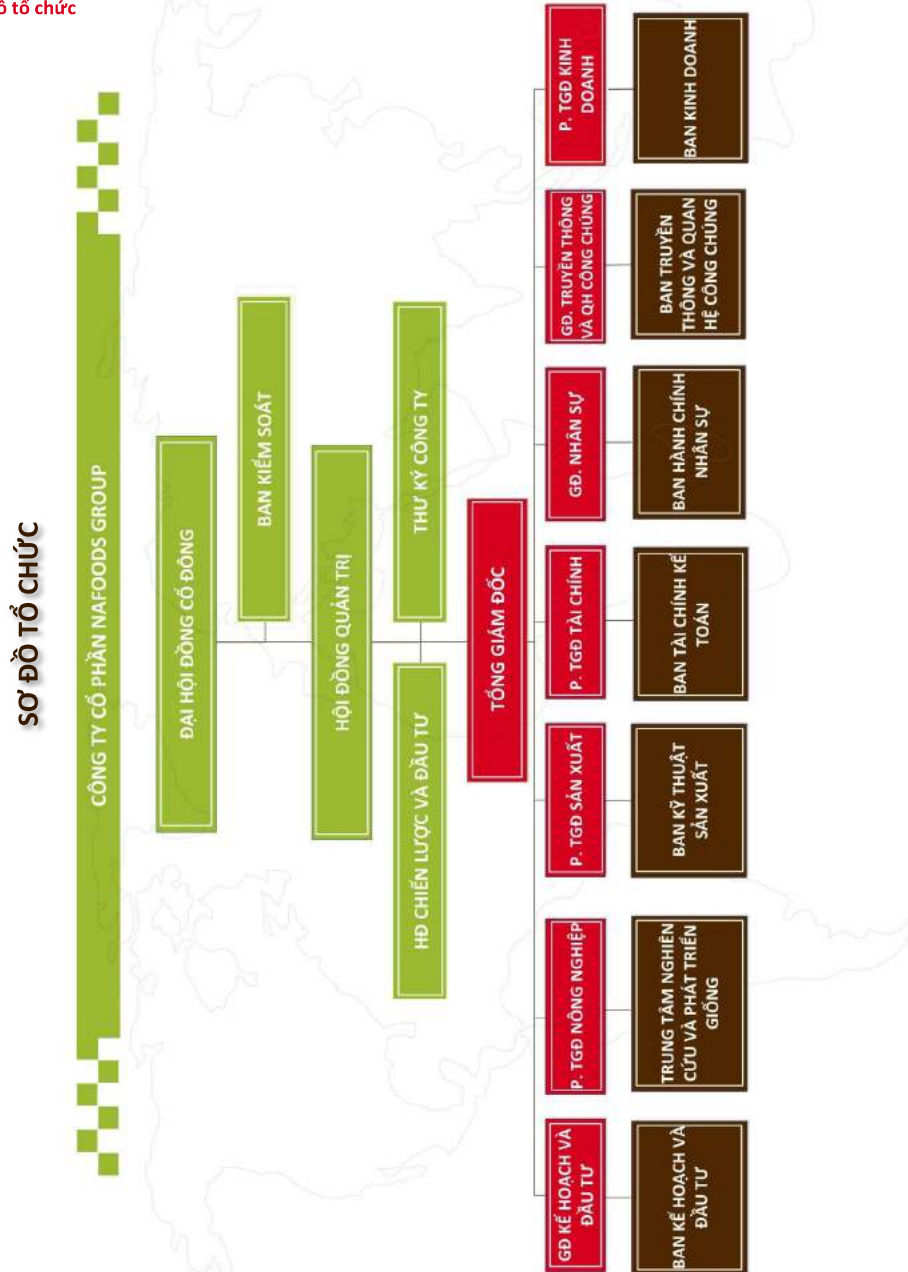 ồ tổ chức
SƠ ĐỒ TỔ CHỨC
CÔNG TY CỔ PHẦN NAFOODS GROUP
ĐẠI HỘI ĐỒNG CỔ ĐÔNG
BAN KIỂM SOÁT
HỘI ĐỒNG QUẢN TRỊ
HĐ CHIẾN LƯỢC VÀ ĐẦU TƯ
THƯ KÝ CÔNG TY
TỔNG GIÁM ĐỐC
GĐ KẾ HOẠCH VÀ
ĐẦU TƯ
P. TGĐ NÔNG NGHIỆP
P. TGĐ SẢN XUẤT
P. TGĐ TÀI CHÍNH
GĐ. NHÂN SỰ
GĐ. TRUYỀN THÔNG
VÀ QH CÔNG CHÚNG
P. TGĐ KINH
DOANH
BAN KẾ HOẠCH VÀ
ĐẦU TƯ
TRUNG TÂM NGHIÊN
CỨU VÀ PHÁT TRIỂN
GIỐNG
BAN KỸ THUẬT
SẢN XUẤT
BAN TÀI CHÍNH KẾ
TOÁN
BAN HÀNH CHÍNH
NHÂN SỰ
BAN TRUYỀN
THÔNG VÀ QUAN
HỆ CÔNG CHÚNG
BAN KINH DOANH